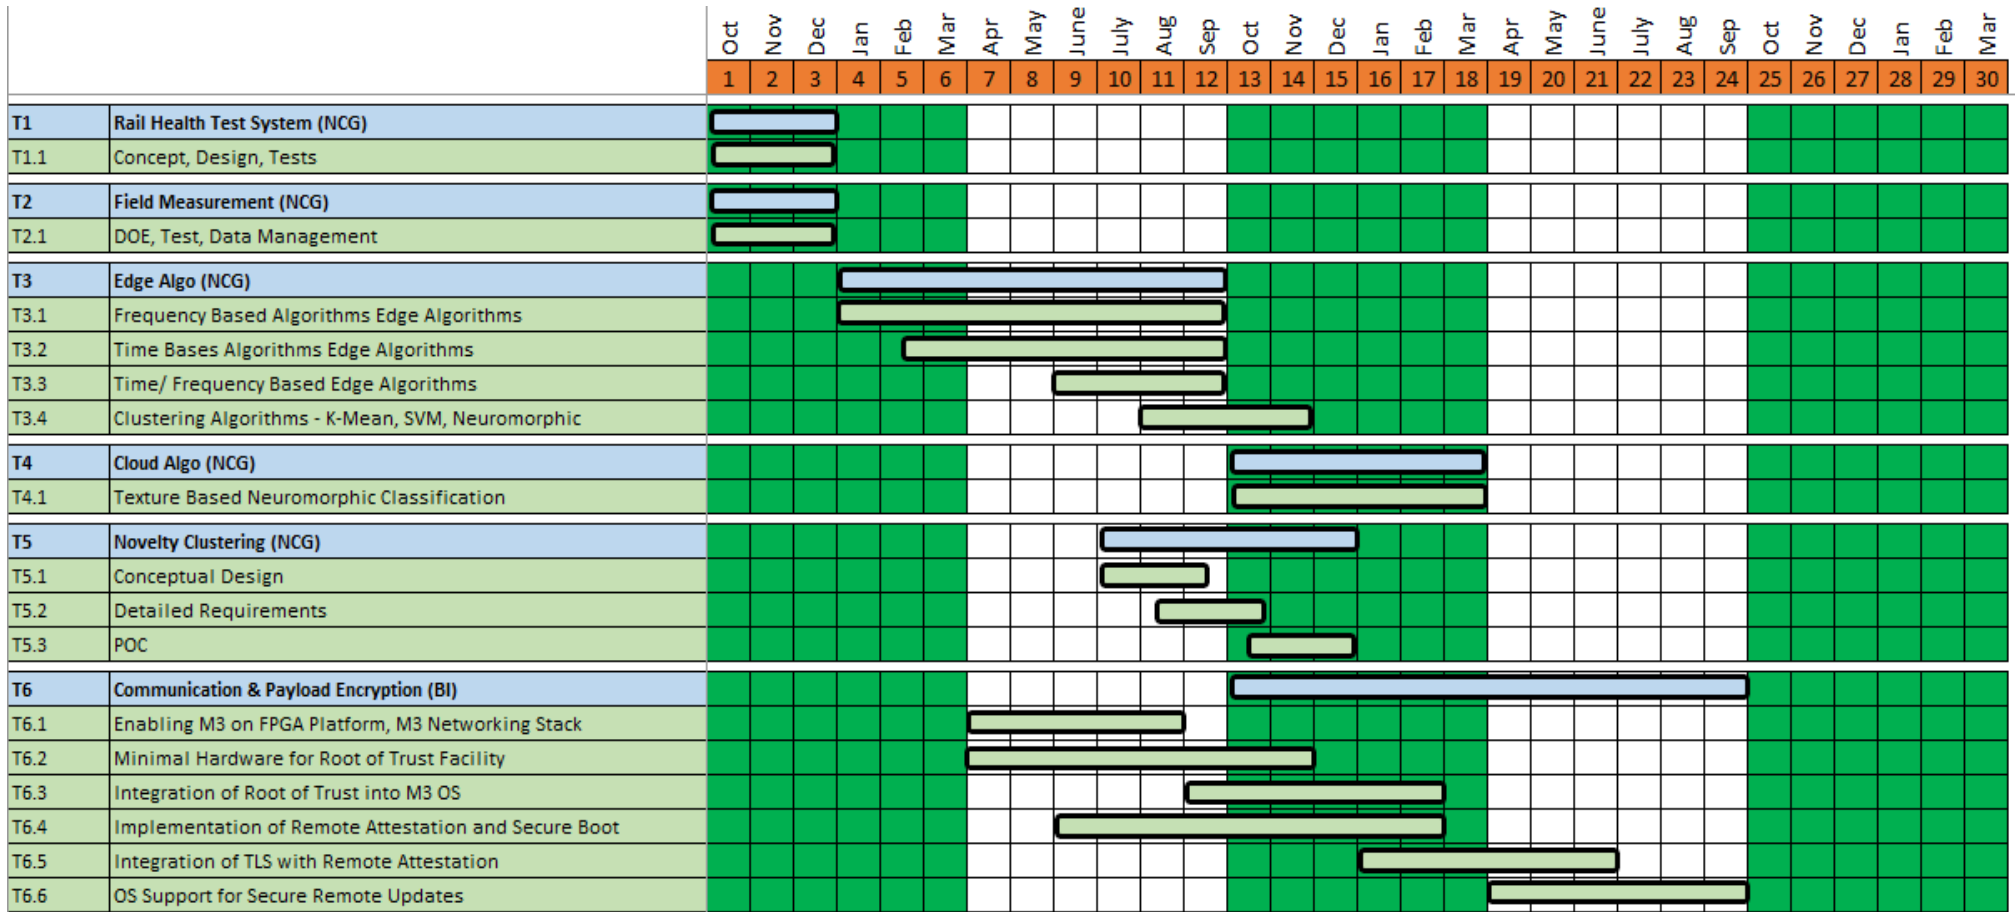 Oct Nov Dec Jan Feb Mar Apr May June July Aug Sep Oct Nov Dec Jan Feb Mar Apr May June July Aug Sep Oct Nov Dec Jan Feb Mar
1 2 3 4 5 6 7 8 9 10 11 12 13 14 15 16 17 18 19 20 21 22 23 24 25 26 27 28 29 30
T1 Rail Health Test System (NCG)
T1.1 Concept, Design, Tests
T2 Field Measurement (NCG)
T2.1 DOE, Test, Data Management
T3 Edge Algo (NCG)
T3.1 Frequency Based Algorithms Edge Algorithms
T3.2 Time Bases Algorithms Edge Algorithms
T3.3 Time/ Frequency Based Edge Algorithms
T3.4 Clustering Algorithms - K-Mean, SVM, Neuromorphic
T4 Cloud Algo (NCG)
T4.1 Texture Based Neuromorphic Classification
T5 Novelty Clustering (NCG)
T5.1 Conceptual Design
T5.2 Detailed Requirements
T5.3 POC
T6 Communication & Payload Encryption (BI)
T6.1 Enabling M3 on FPGA Platform, M3 Networking Stack
T6.2 Minimal Hardware for Root of Trust Facility
T6.3 Integration of Root of Trust into M3 OS
T6.4 Implementation of Remote Attestation and Secure Boot
T6.5 Integration of TLS with Remote Attestation
T6.6 OS Support for Secure Remote Updates